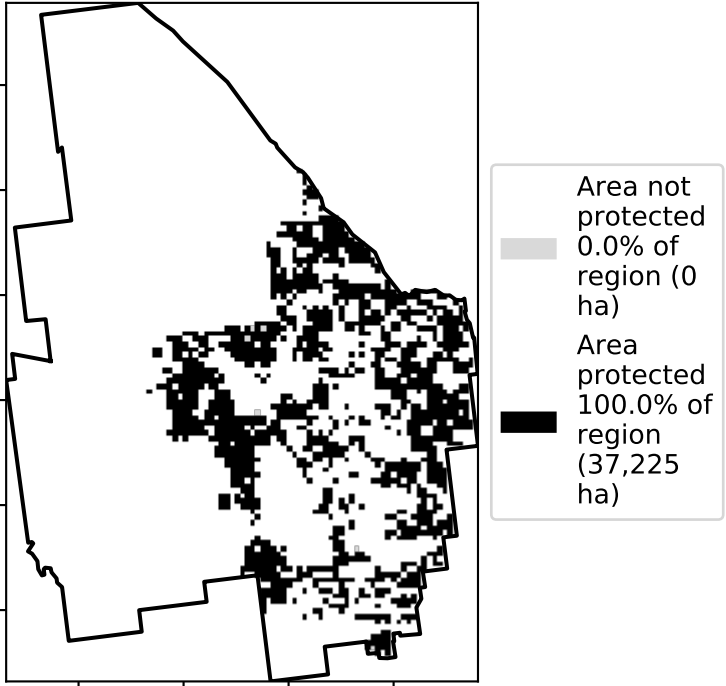 Area not
protected
0.0% of
region (0
ha)
Area
protected
100.0% of
region
(37,225
ha)